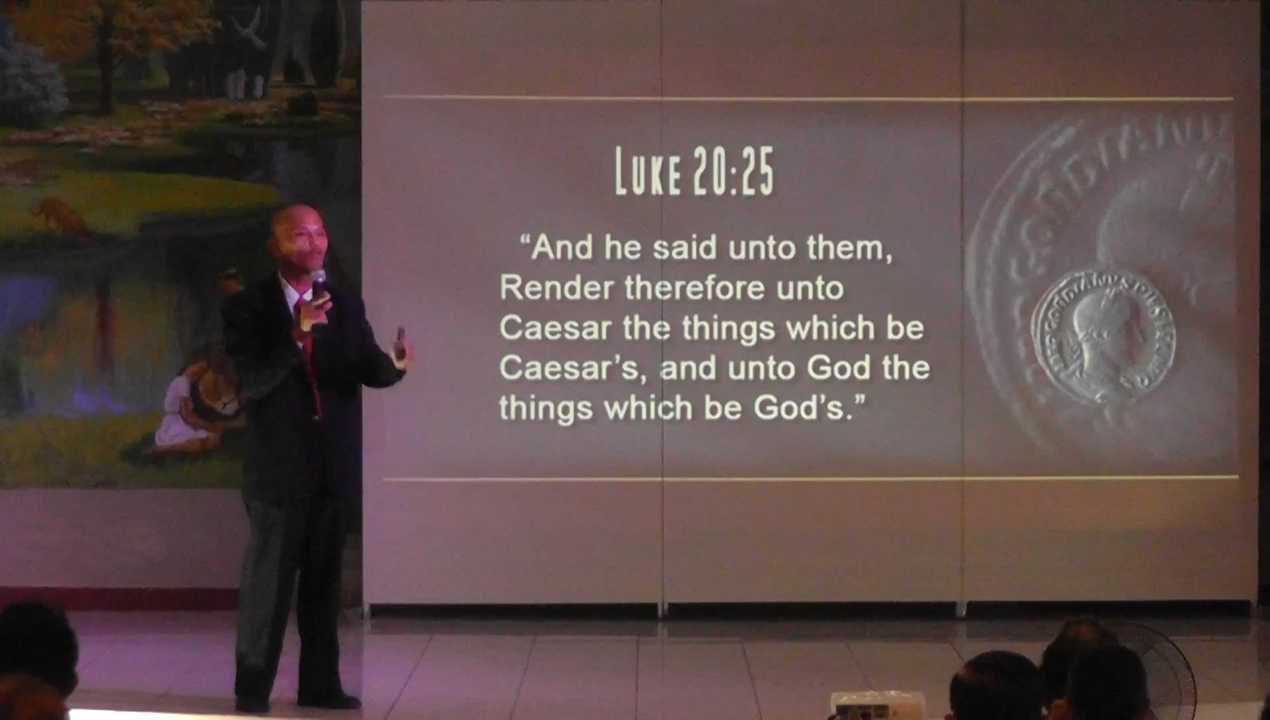 LUKE 20:25
“And he said unto them,
Render therefore unto
Caesar the things which be
Caesar’s, and unto God the
things which be God’s.”